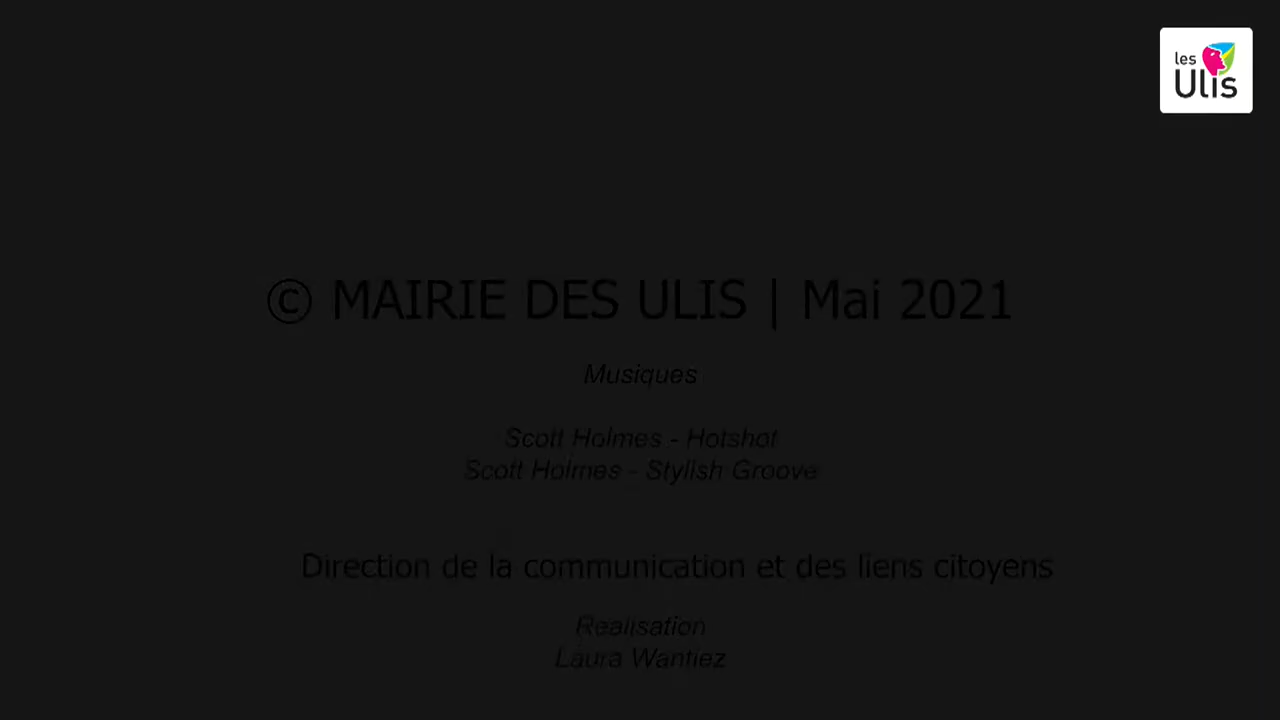 les
Ulis
© MAIRIE DES ULIS | Mai 2021
Musiques
Scott Holmes - Hotshot
Scott Holmes - Stylish Groove
Direction de la communication et des liens citoyens
Realisation
Laura Wantiez